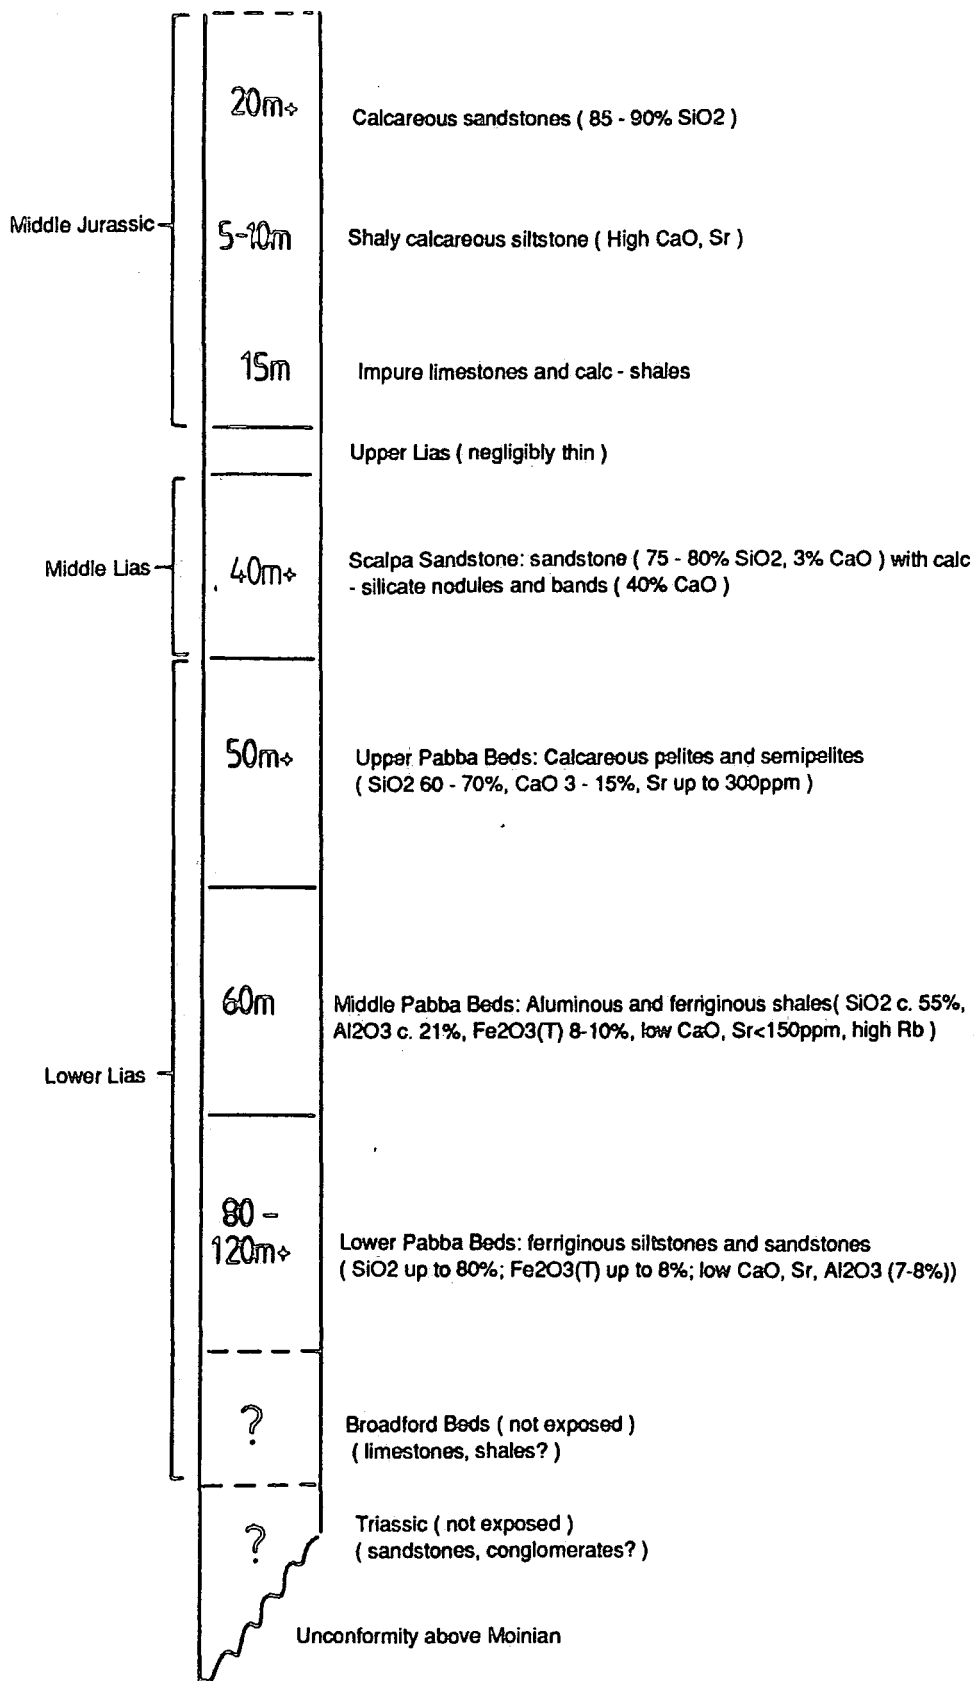 20m+
Calcareous sandstones ( 85 - 90% SiO2 )
Middle Jurassic
5-10m
Shaly calcareous siltstone ( High CaO, Sr )
15m
Impure limestones and calc - shales
Upper Lias ( negligibly thin )
Middle Lias
40m+
Scalpa Sandstone: sandstone ( 75 - 80% SiO2, 3% CaO ) with calc
- silicate nodules and bands ( 40% CaO )
50m+
Upper Pabba Beds: Calcareous pelites and semipelites
( SiO2 60 - 70%, CaO 3 - 15%, Sr up to 300ppm )
60m
Middle Pabba Beds: Aluminous and ferriginous shales( SiO2 c. 55%,
Al2O3 c. 21%, Fe2O3(T) 8-10%, low CaO, Sr<150ppm, high Rb )
Lower Lias
80 -
120m+
Lower Pabba Beds: ferriginous siltstones and sandstones
( SiO2 up to 80%; Fe2O3(T) up to 8%; low CaO, Sr, Al2O3 (7-8%))
?
Broadford Beds ( not exposed )
( limestones, shales? )
?
Triassic ( not exposed )
( sandstones, conglomerates? )
Unconformity above Moinian